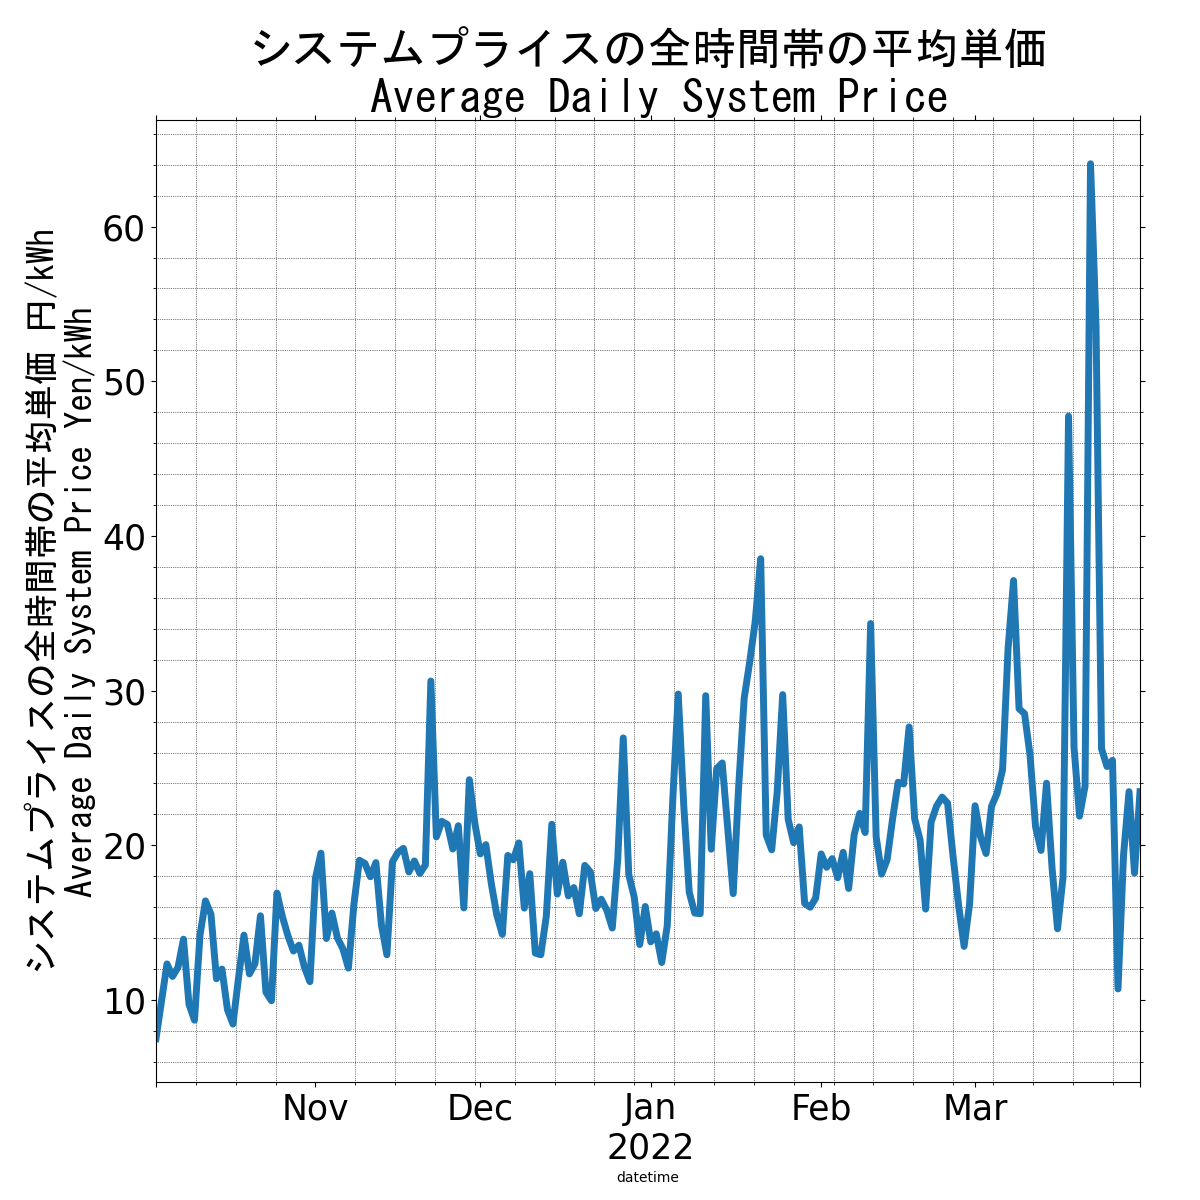 システムプライスの全時間帯の平均単価
Average Daily System Price
システムプライスの全時間帯の平均単価 円/kWh
Average Daily System Price Yen/kWh
60
50
40
30
20
10
Nov
Dec
Jan
2022
Feb
Mar
datetime